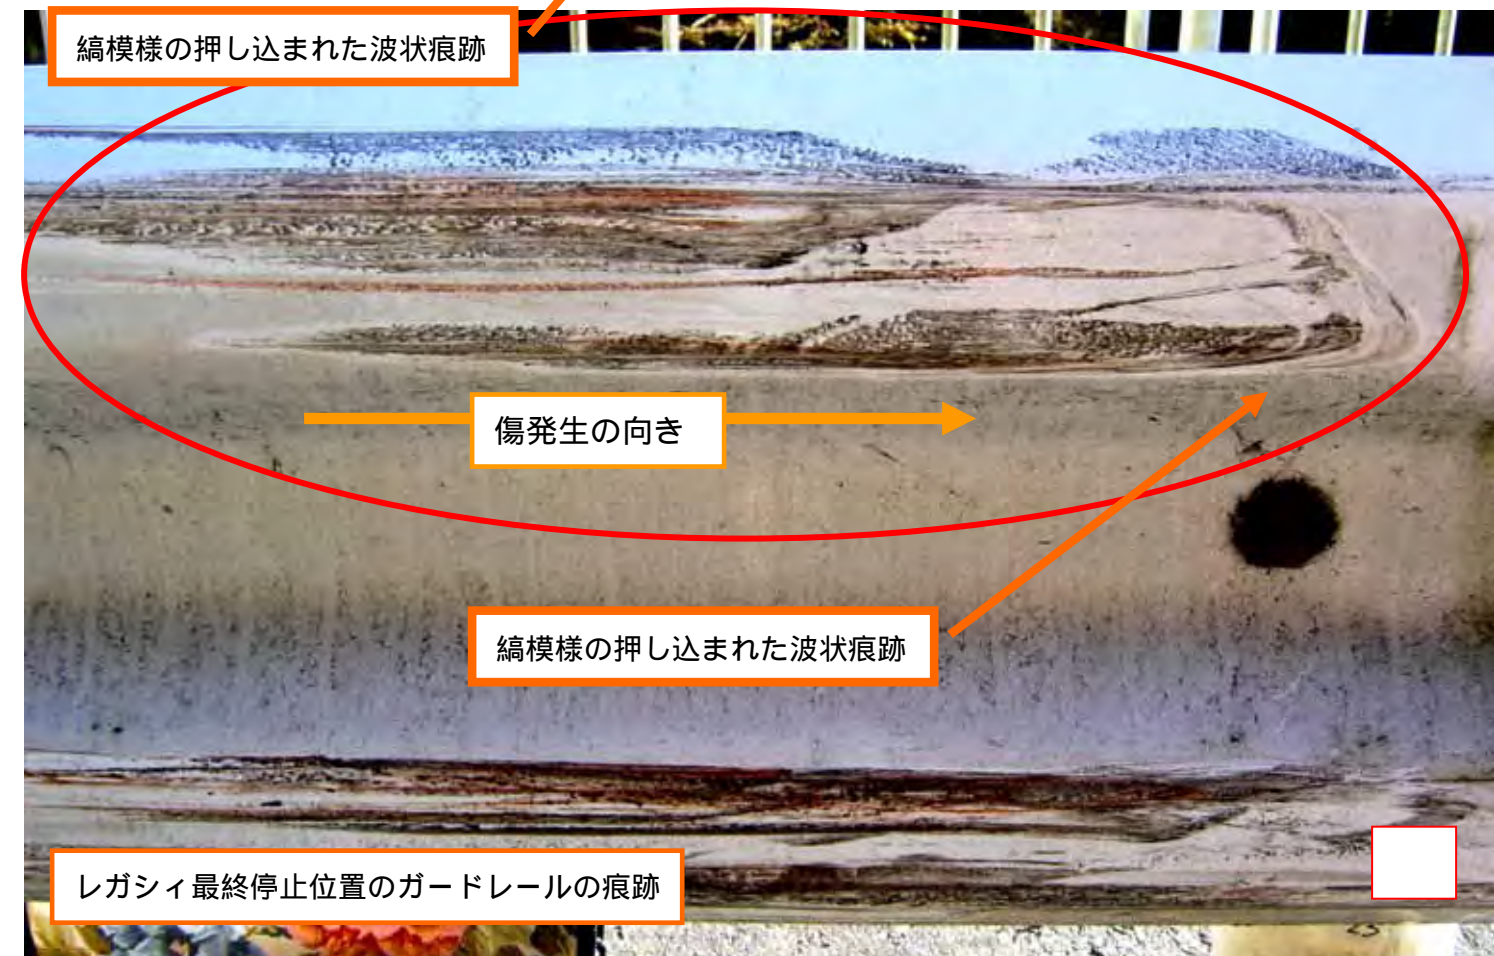 縞模様の押し込まれた波状痕跡
傷発生の向き
縞模様の押し込まれた波状痕跡
レガシィ最終停止位置のガードレールの痕跡